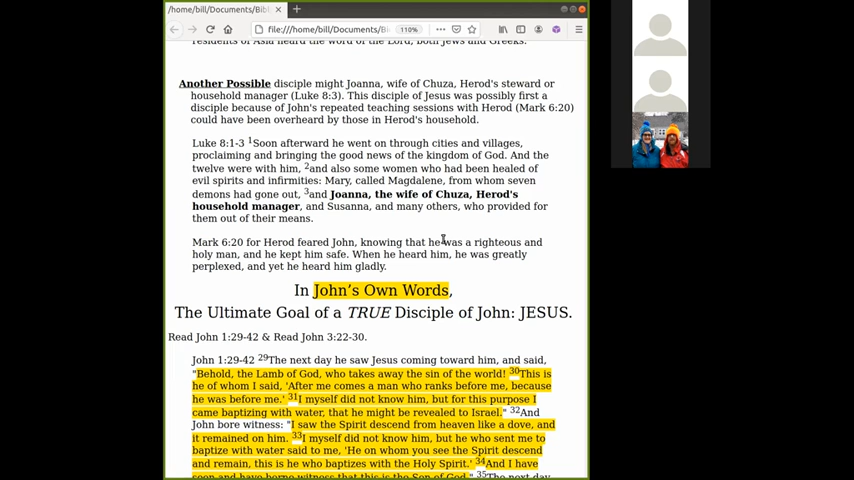 /home/bill/Documents/Bibl
file:///home/bill/Documents/Bi
110%
residents of Asia heard the word of the Lord, both Jews and Greeks.
Another Possible disciple might Joanna, wife of Chuza, Herod's steward or
household manager (Luke 8:3). This disciple of Jesus was possibly first a
disciple because of John's repeated teaching sessions with Herod (Mark 6:20)
could have been overheard by those in Herod's household.
Luke 8:1-3 1Soon afterward he went on through cities and villages,
proclaiming and bringing the good news of the kingdom of God. And the
twelve were with him, 2and also some women who had been healed of
evil spirits and infirmities: Mary, called Magdalene, from whom seven
demons had gone out, 3and Joanna, the wife of Chuza, Herod's
household manager, and Susanna, and many others, who provided for
them out of their means.
Mark 6:20 for Herod feared John, knowing that he was a righteous and
holy man, and he kept him safe. When he heard him, he was greatly
perplexed, and yet he heard him gladly.
In John's Own Words,
The Ultimate Goal of a TRUE Disciple of John: JESUS.
Read John 1:29-42 & Read John 3:22-30.
John 1:29-42 29The next day he saw Jesus coming toward him, and said,
"Behold, the Lamb of God, who takes away the sin of the world! 30This is
he of whom I said, 'After me comes a man who ranks before me, because
he was before me.' 31I myself did not know him, but for this purpose I
came baptizing with water, that he might be revealed to Israel." 32And
John bore witness: "I saw the Spirit descend from heaven like a dove, and
it remained on him. 33I myself did not know him, but he who sent me to
baptize with water said to me, 'He on whom you see the Spirit descend
and remain, this is he who baptizes with the Holy Spirit.' 34And I have
seen and have borne witness that this is the Son of God." 35The next day